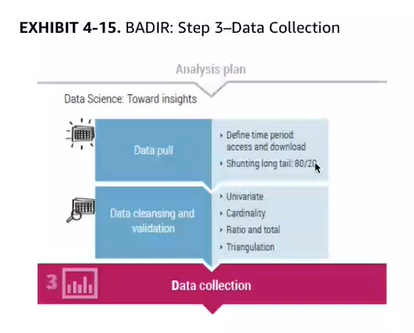 EXHIBIT 4-15. BADIR: Step 3–Data Collection
Analysis plan
Data Science: Toward insights
Data pull
› Define time period:
access and download
› Shunting long tail: 80/20
Data cleansing and
validation
› Univariate
› Cardinality
› Ratio and total
› Triangulation
3
Data collection